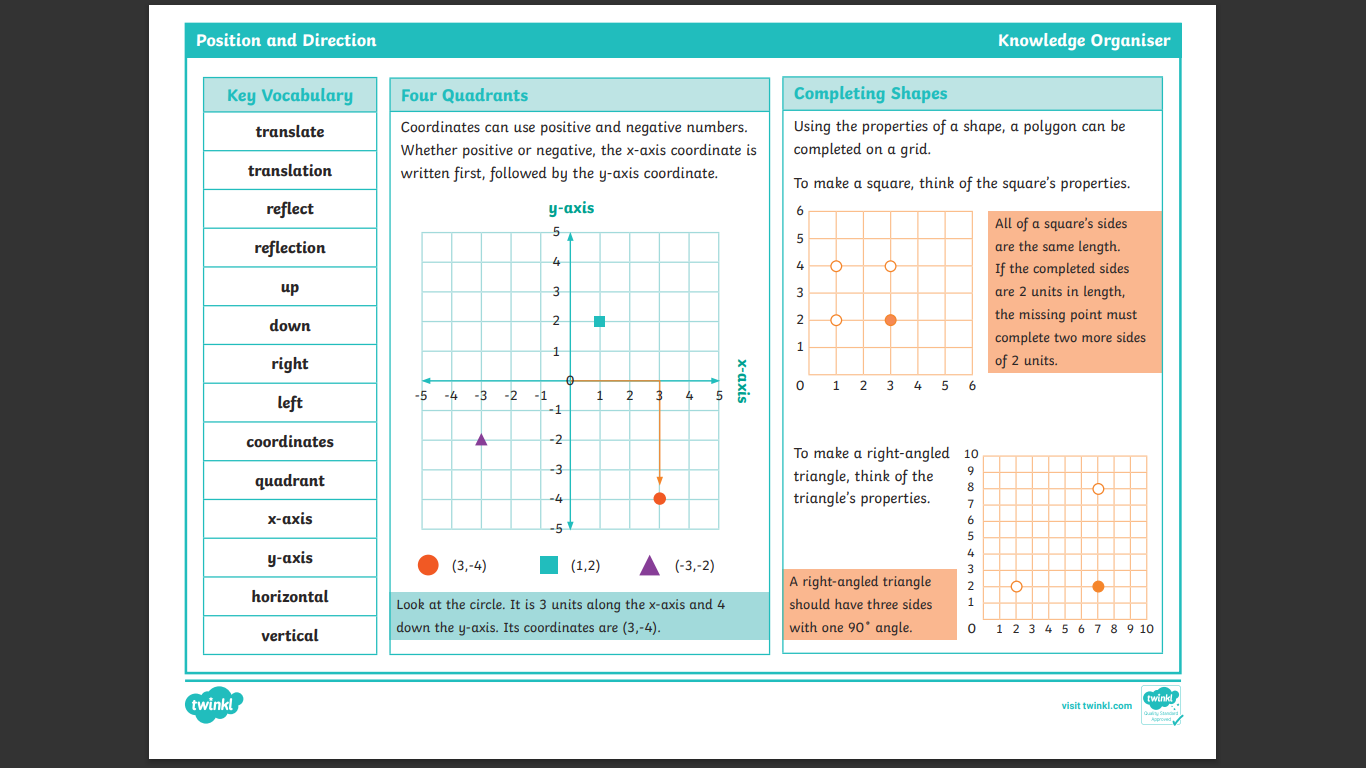 Position and Direction
Knowledge Organiser
Key Vocabulary
translate
translation
reflect
reflection
up
down
right
left
coordinates
quadrant
x-axis
y-axis
horizontal
vertical
Four Quadrants
Coordinates can use positive and negative numbers.
Whether positive or negative, the x-axis coordinate is
written first, followed by the y-axis coordinate.
y-axis
5
4
3
2
1
0
-5 -4 -3 -2 -1 1 2 3 4 5
x-axis
-1
-2
-3
-4
-5
(3,-4) (1,2) (-3,-2)
Look at the circle. It is 3 units along the x-axis and 4
down the y-axis. Its coordinates are (3,-4).
Completing Shapes
Using the properties of a shape, a polygon can be
completed on a grid.
To make a square, think of the square's properties.
6
5
4
3
2
1
0 1 2 3 4 5 6
All of a square's sides
are the same length.
If the completed sides
are 2 units in length,
the missing point must
complete two more sides
of 2 units.
To make a right-angled
triangle, think of the
triangle's properties.
10
9
8
7
6
5
4
3
2
1
0 1 2 3 4 5 6 7 8 9 10
A right-angled triangle
should have three sides
with one 90° angle.
twinkl
visit twinkl.com
twinkl
Quality Standard
Approved